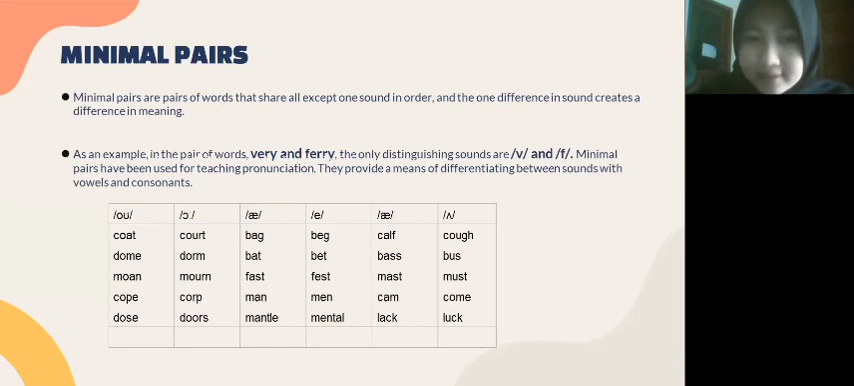 MINIMAL PAIRS
Minimal pairs are pairs of words that share all except one sound in order, and the one difference in sound creates a
difference in meaning.
As an example, in the pair of words, very and ferry, the only distinguishing sounds are /v/ and /f/. Minimal
pairs have been used for teaching pronunciation. They provide a means of differentiating between sounds with
vowels and consonants.
/oʊ/ /ɔː/ /æ/ /e/ /æ/ /ʌ/
coat court bag beg calf cough
dome dorm bat bet bass bus
moan mourn fast fest mast must
cope corp man men cam come
dose doors mantle mental lack luck